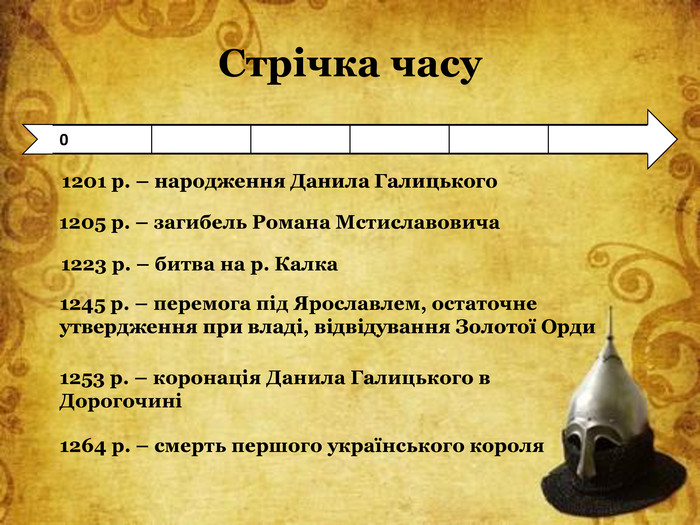 Стрічка часу
0
1201 р. – народження Данила Галицького
1205 р. – загибель Романа Мстиславовича
1223 р. – битва на р. Калка
1245 р. – перемога під Ярославлем, остаточне
утвердження при владі, відвідування Золотої Орди
1253 р. – коронація Данила Галицького в
Дорогочині
1264 р. – смерть першого українського короля